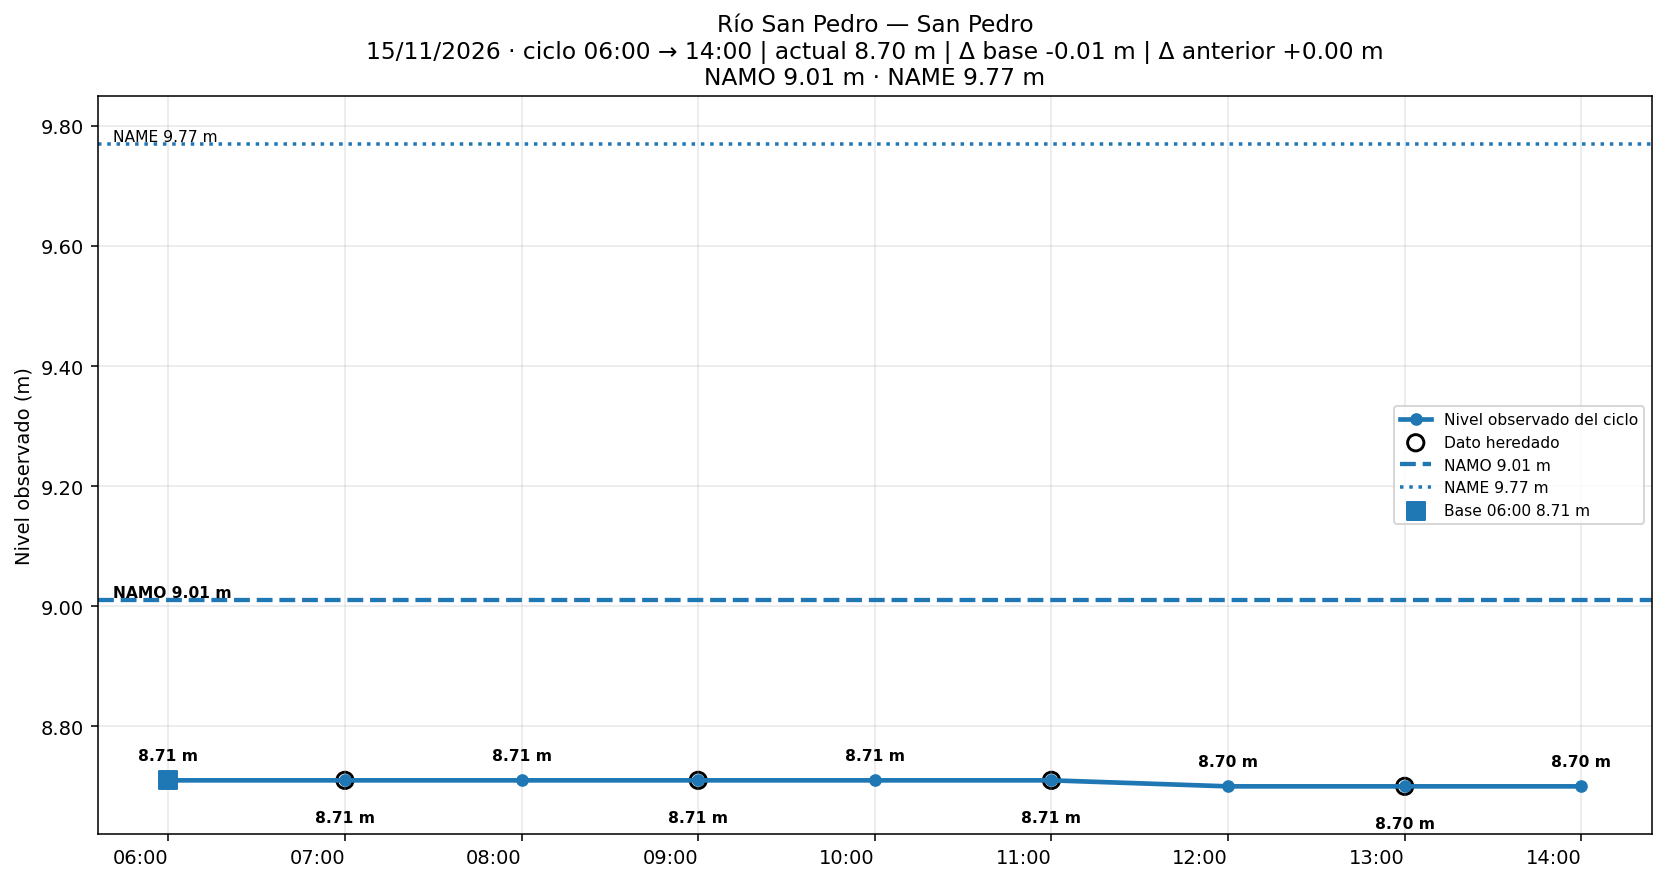 Río San Pedro — San Pedro
15/11/2026 · ciclo 06:00 → 14:00 | actual 8.70 m | Δ base -0.01 m | Δ anterior +0.00 m
NAMO 9.01 m · NAME 9.77 m
Nivel observado (m)
9.80
9.60
9.40
9.20
9.00
8.80
NAME 9.77 m
NAMO 9.01 m
Nivel observado del ciclo
Dato heredado
NAMO 9.01 m
NAME 9.77 m
Base 06:00 8.71 m
8.71 m
8.71 m
8.71 m
8.71 m
8.71 m
8.71 m
8.70 m
8.70 m
8.70 m
06:00
07:00
08:00
09:00
10:00
11:00
12:00
13:00
14:00